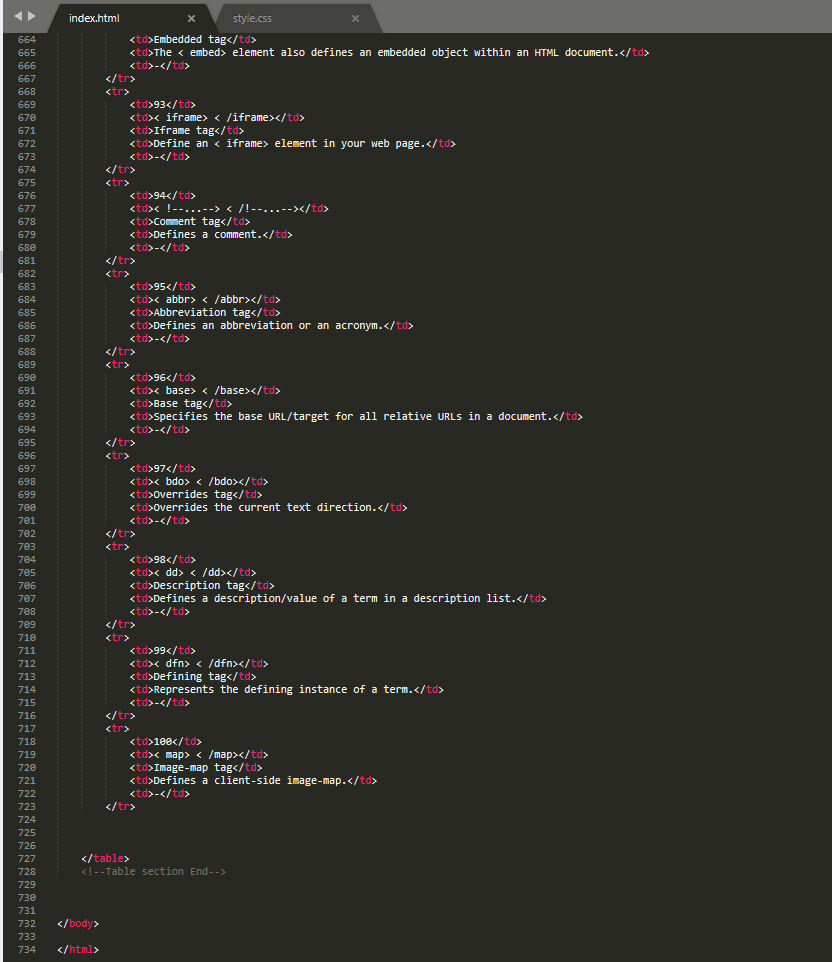 index.html × style.css ×
664 <td>Embedded tag</td>
665 <td>The < embed> element also defines an embedded object within an HTML document.</td>
666 <td>-</td>
667 </tr>
668 <tr>
669 <td>93</td>
670 <td>< iframe> < /iframe></td>
671 <td>Iframe tag</td>
672 <td>Define an < iframe> element in your web page.</td>
673 <td>-</td>
674 </tr>
675 <tr>
676 <td>94</td>
677 <td>< !--...--> < /!--...--></td>
678 <td>Comment tag</td>
679 <td>Defines a comment.</td>
680 <td>-</td>
681 </tr>
682 <tr>
683 <td>95</td>
684 <td>< abbr> < /abbr></td>
685 <td>Abbreviation tag</td>
686 <td>Defines an abbreviation or an acronym.</td>
687 <td>-</td>
688 </tr>
689 <tr>
690 <td>96</td>
691 <td>< base> < /base></td>
692 <td>Base tag</td>
693 <td>Specifies the base URL/target for all relative URLs in a document.</td>
694 <td>-</td>
695 </tr>
696 <tr>
697 <td>97</td>
698 <td>< bdo> < /bdo></td>
699 <td>Overrides tag</td>
700 <td>Overrides the current text direction.</td>
701 <td>-</td>
702 </tr>
703 <tr>
704 <td>98</td>
705 <td>< dd> < /dd></td>
706 <td>Description tag</td>
707 <td>Defines a description/value of a term in a description list.</td>
708 <td>-</td>
709 </tr>
710 <tr>
711 <td>99</td>
712 <td>< dfn> < /dfn></td>
713 <td>Defining tag</td>
714 <td>Represents the defining instance of a term.</td>
715 <td>-</td>
716 </tr>
717 <tr>
718 <td>100</td>
719 <td>< map> < /map></td>
720 <td>Image-map tag</td>
721 <td>Defines a client-side image-map.</td>
722 <td>-</td>
723 </tr>
724
725
726
727 </table>
728 <!--Table section End-->
729
730
731
732 </body>
733
734 </html>